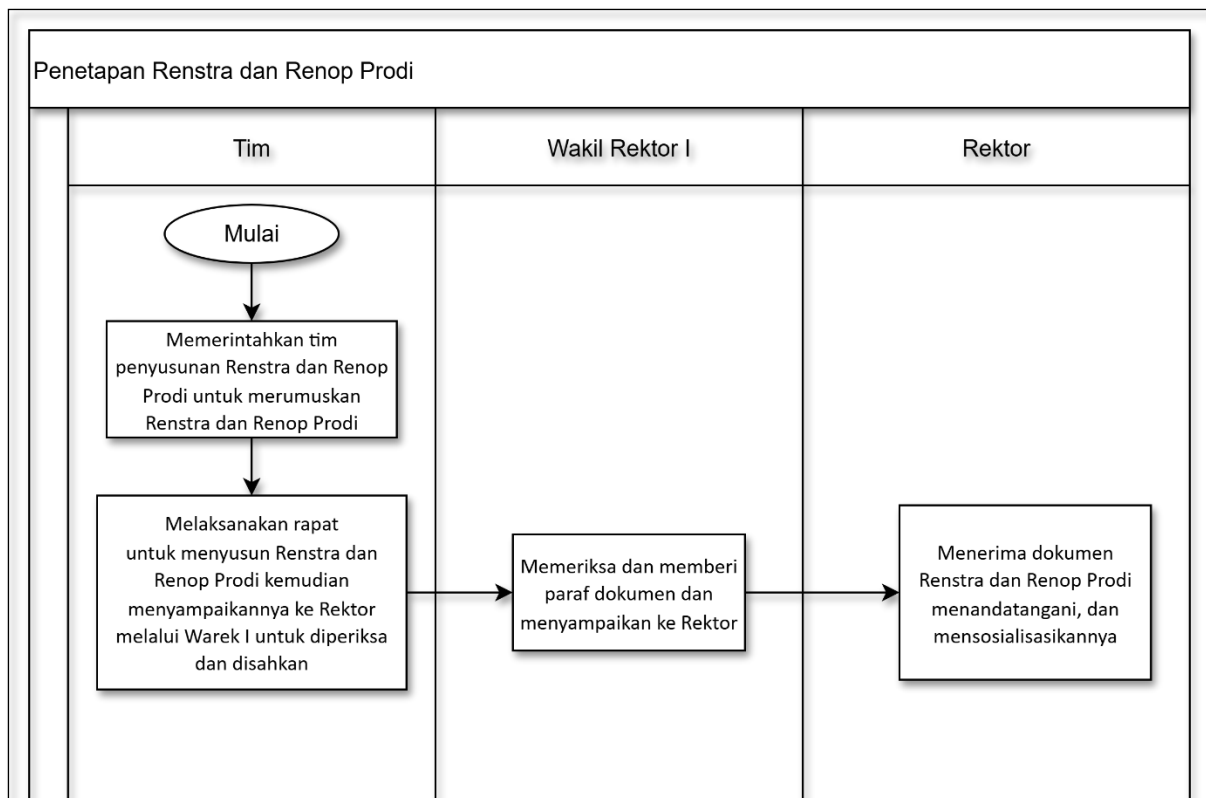 Penetapan Renstra dan Renop Prodi
Tim
Wakil Rektor I
Rektor
Mulai
Memerintahkan tim
penyusunan Renstra dan Renop
Prodi untuk merumuskan
Renstra dan Renop Prodi
Melaksanakan rapat
untuk menyusun Renstra dan
Renop Prodi kemudian
menyampaikannya ke Rektor
melalui Warek I untuk diperiksa
dan disahkan
Memeriksa dan memberi
paraf dokumen dan
menyampaikan ke Rektor
Menerima dokumen
Renstra dan Renop Prodi
menandatangani, dan
mensosialisasikannya